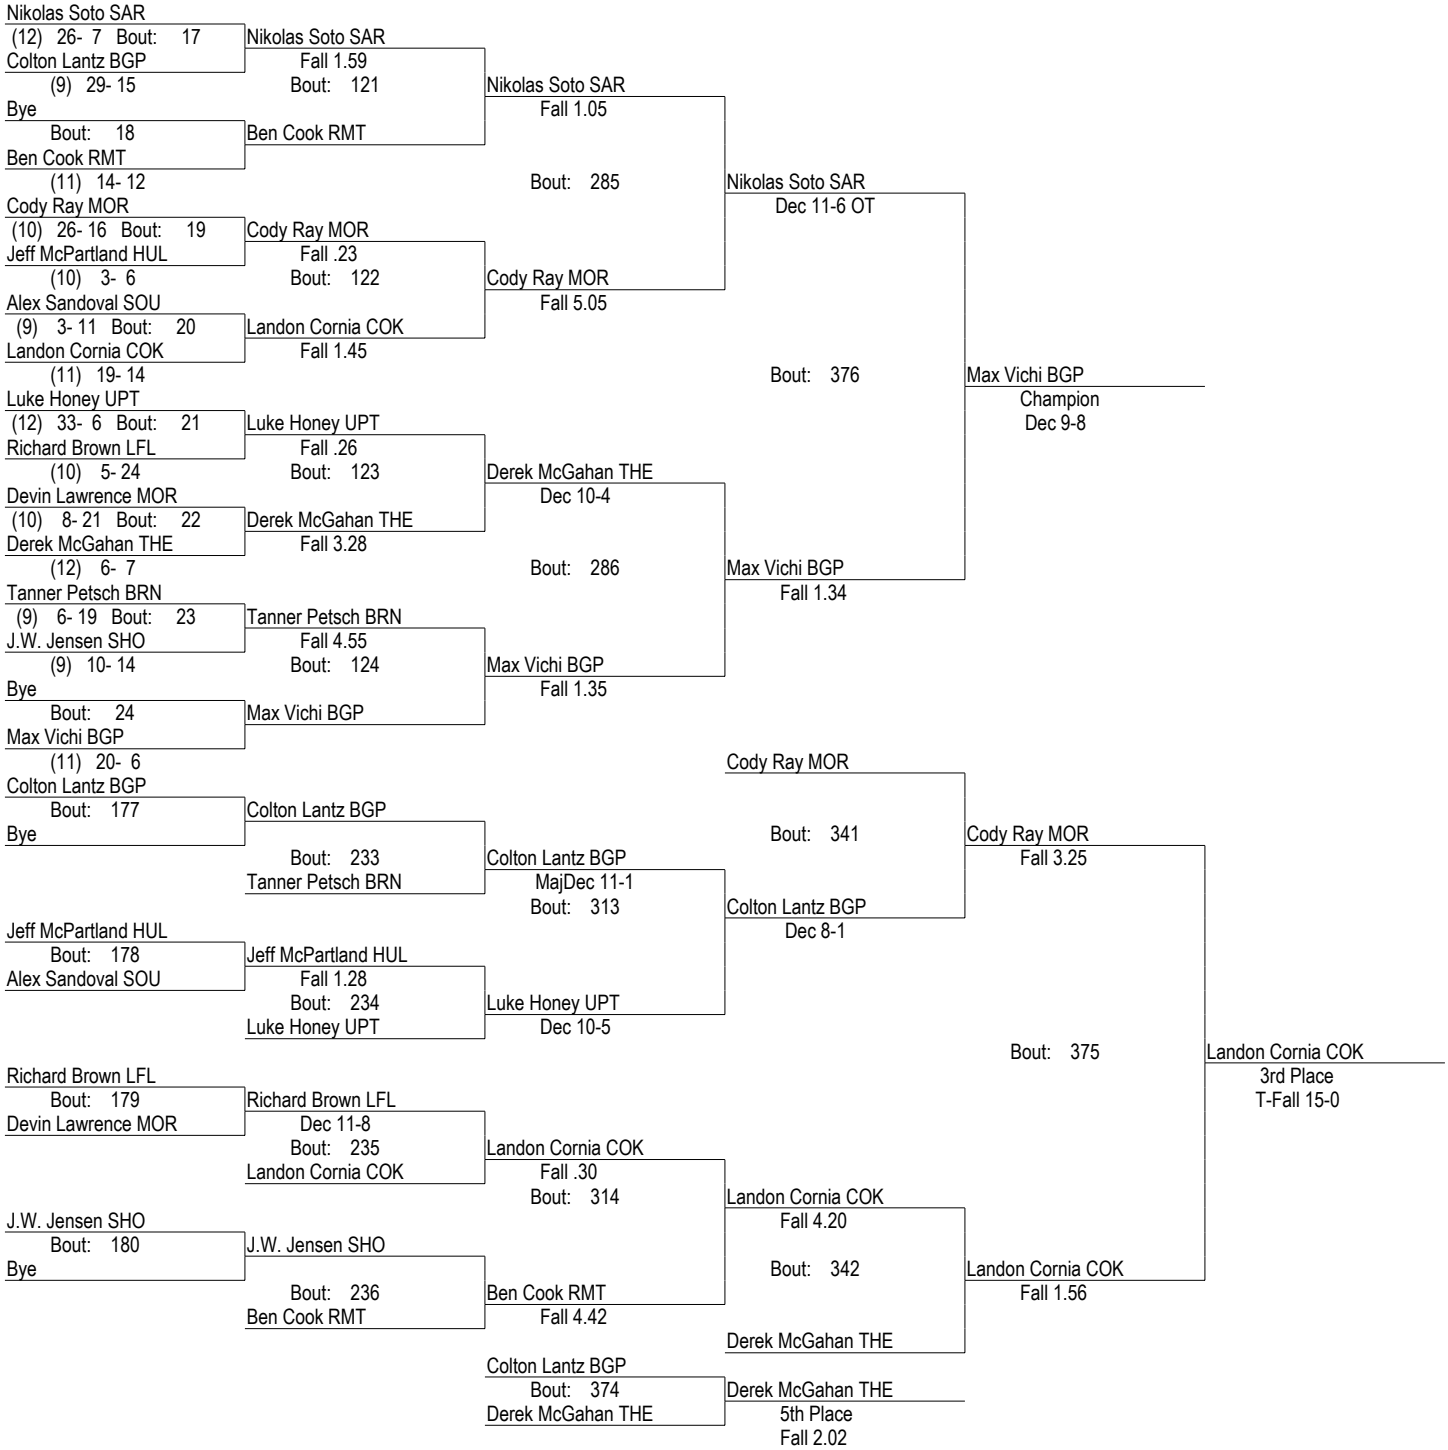 Nikolas Soto SAR
(12) 26- 7 Bout: 17
Nikolas Soto SAR
Colton Lantz BGP
Fall 1.59
(9) 29- 15
Bout: 121
Nikolas Soto SAR
Bye
Fall 1.05
Bout: 18
Ben Cook RMT
Ben Cook RMT
(11) 14- 12
Bout: 285
Nikolas Soto SAR
Cody Ray MOR
Dec 11-6 OT
(10) 26- 16 Bout: 19
Cody Ray MOR
Jeff McPartland HUL
Fall .23
(10) 3- 6
Bout: 122
Cody Ray MOR
Alex Sandoval SOU
Fall 5.05
(9) 3- 11 Bout: 20
Landon Cornia COK
Landon Cornia COK
Fall 1.45
(11) 19- 14
Bout: 376
Max Vichi BGP
Luke Honey UPT
Champion
(12) 33- 6 Bout: 21
Luke Honey UPT
Dec 9-8
Richard Brown LFL
Fall .26
(10) 5- 24
Bout: 123
Derek McGahan THE
Devin Lawrence MOR
Dec 10-4
(10) 8- 21 Bout: 22
Derek McGahan THE
Derek McGahan THE
Fall 3.28
(12) 6- 7
Bout: 286
Max Vichi BGP
Tanner Petsch BRN
Fall 1.34
(9) 6- 19 Bout: 23
Tanner Petsch BRN
J.W. Jensen SHO
Fall 4.55
(9) 10- 14
Bout: 124
Max Vichi BGP
Bye
Fall 1.35
Bout: 24
Max Vichi BGP
Max Vichi BGP
(11) 20- 6
Cody Ray MOR
Colton Lantz BGP
Bout: 177
Colton Lantz BGP
Bye
Bout: 341
Cody Ray MOR
Bout: 233
Colton Lantz BGP
Fall 3.25
Tanner Petsch BRN
MajDec 11-1
Bout: 313
Colton Lantz BGP
Jeff McPartland HUL
Dec 8-1
Bout: 178
Jeff McPartland HUL
Alex Sandoval SOU
Fall 1.28
Bout: 234
Luke Honey UPT
Luke Honey UPT
Dec 10-5
Bout: 375
Landon Cornia COK
Richard Brown LFL
3rd Place
Bout: 179
Richard Brown LFL
T-Fall 15-0
Devin Lawrence MOR
Dec 11-8
Bout: 235
Landon Cornia COK
Landon Cornia COK
Fall .30
Bout: 314
Landon Cornia COK
J.W. Jensen SHO
Fall 4.20
Bout: 180
J.W. Jensen SHO
Bye
Bout: 342
Landon Cornia COK
Bout: 236
Ben Cook RMT
Fall 1.56
Ben Cook RMT
Fall 4.42
Derek McGahan THE
Colton Lantz BGP
Bout: 374
Derek McGahan THE
Derek McGahan THE
5th Place
Fall 2.02